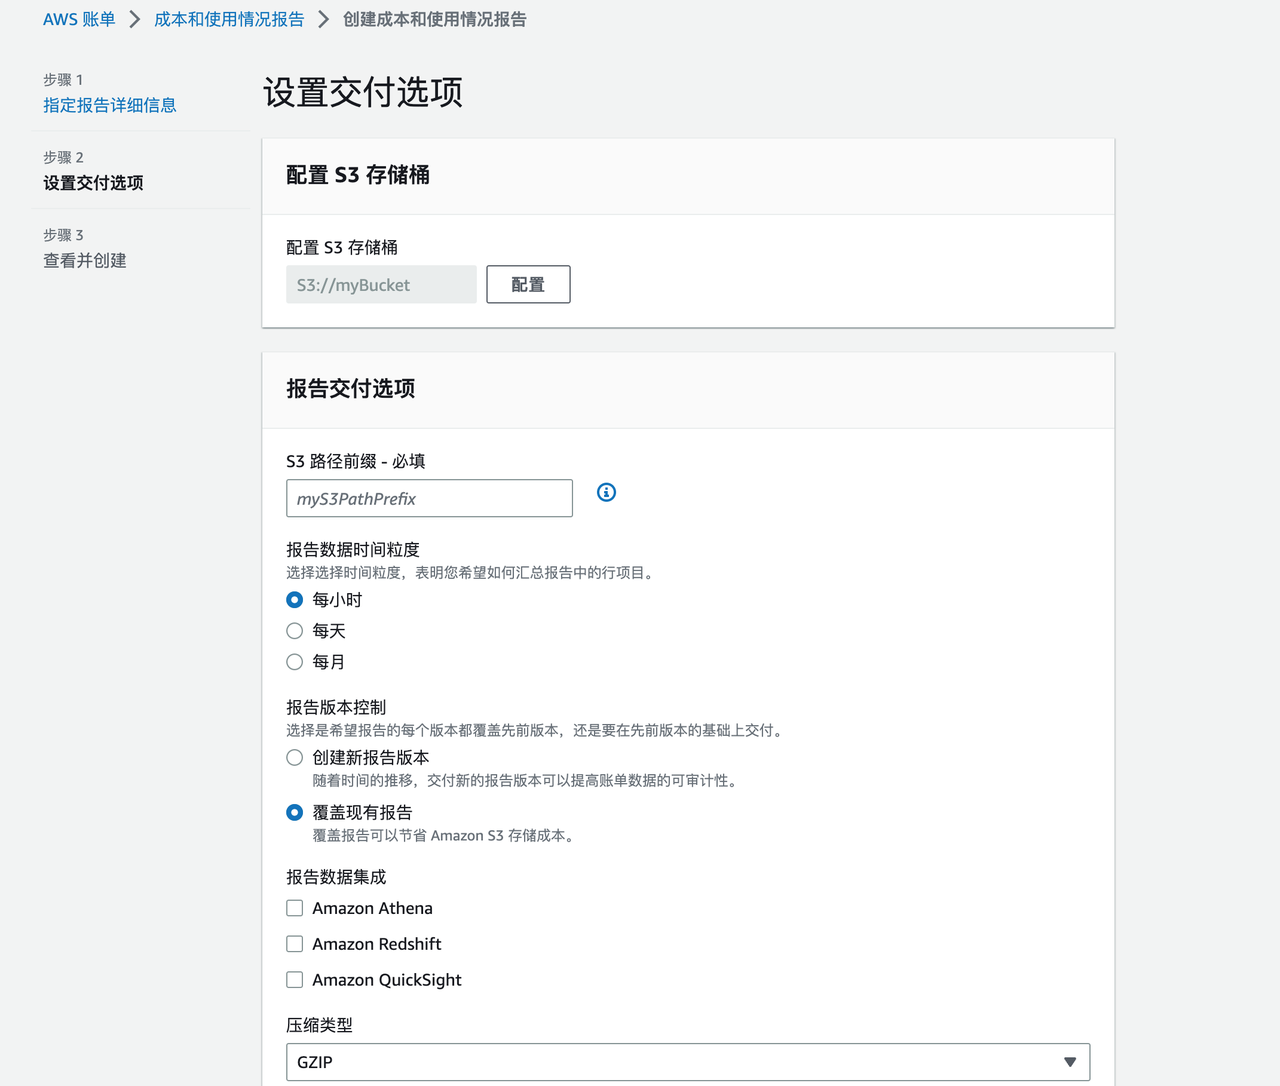 AWS 账单 > 成本和使用情况报告 > 创建成本和使用情况报告
步骤 1
指定报告详细信息
步骤 2
设置交付选项
步骤 3
查看并创建
设置交付选项
配置 S3 存储桶
配置 S3 存储桶
S3://myBucket
配置
报告交付选项
S3 路径前缀 - 必填
myS3PathPrefix
报告数据时间粒度
选择选择时间粒度，表明您希望如何汇总报告中的行项目。
每小时
每天
每月
报告版本控制
选择是希望报告的每个版本都覆盖先前版本，还是要在先前版本的基础上交付。
创建新报告版本
随着时间的推移，交付新的报告版本可以提高账单数据的可审计性。
覆盖现有报告
覆盖报告可以节省 Amazon S3 存储成本。
报告数据集成
Amazon Athena
Amazon Redshift
Amazon QuickSight
压缩类型
GZIP